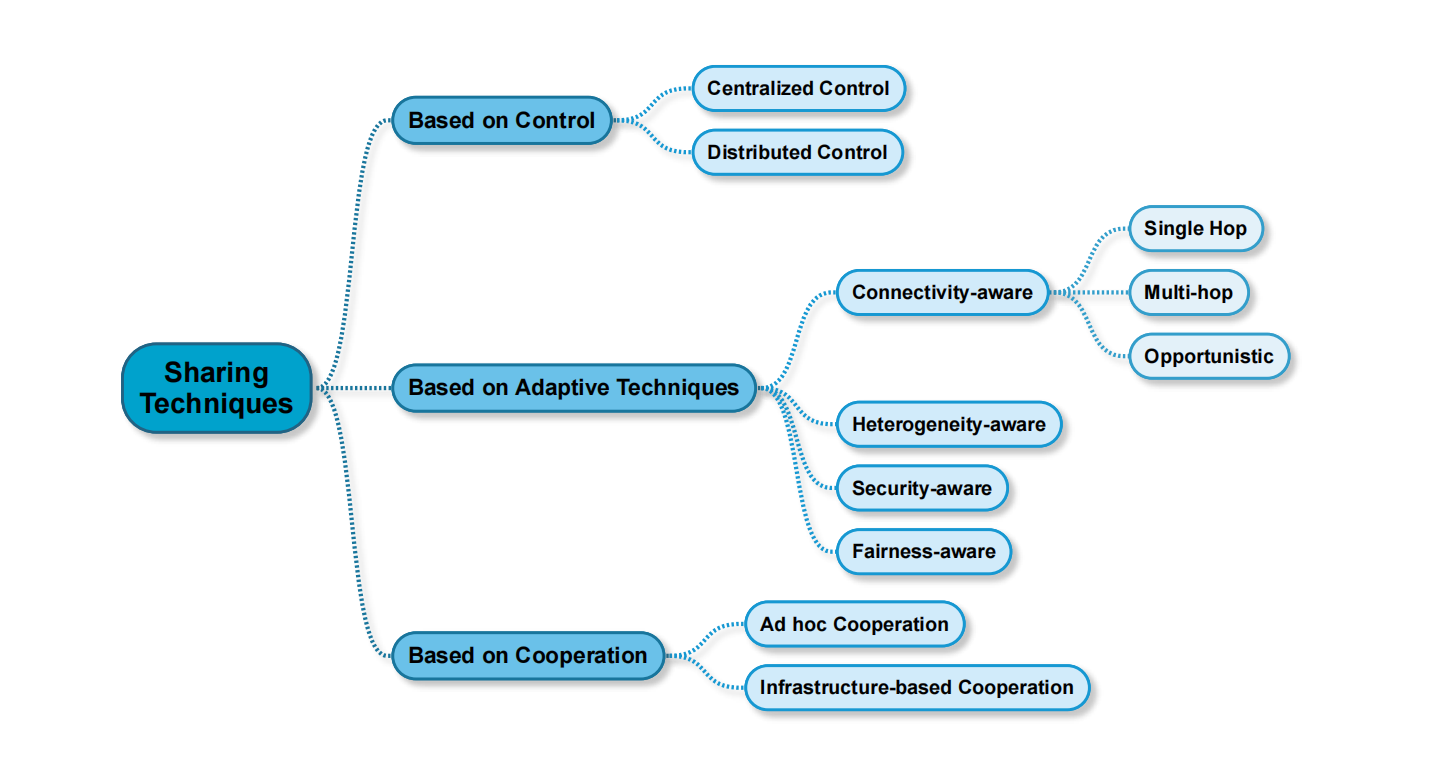 Sharing
Techniques
Based on Control
Centralized Control
Distributed Control
Based on Adaptive Techniques
Connectivity-aware
Single Hop
Multi-hop
Opportunistic
Heterogeneity-aware
Security-aware
Fairness-aware
Based on Cooperation
Ad hoc Cooperation
Infrastructure-based Cooperation